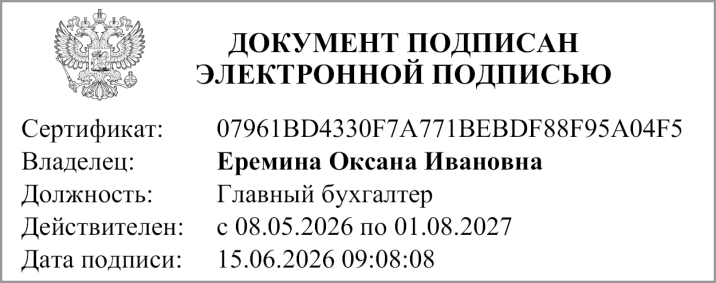 ДОКУМЕНТ ПОДПИСАН
ЭЛЕКТРОННОЙ ПОДПИСЬЮ
Сертификат: 07961BD4330F7A771BEBDF88F95A04F5
Владелец: Еремина Оксана Ивановна
Должность: Главный бухгалтер
Действителен: с 08.05.2026 по 01.08.2027
Дата подписи: 15.06.2026 09:08:08